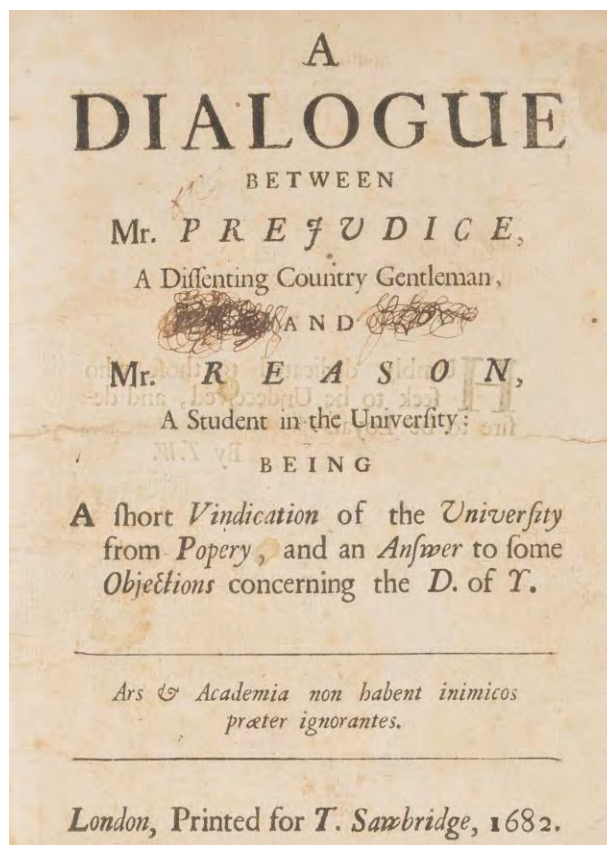 A
DIALOGUE
BETWEEN
Mr. PREJUDICE,
A Diſſenting Country Gentleman,
AND
Mr. REASON,
A Student in the Univerſity:
BEING
A ſhort Vindication of the Univerſity
from Popery, and an Anſwer to ſome
Objections concerning the D. of Y.
Ars & Academia non habent inimicos
præter ignorantes.
London, Printed for T. Sawbridge, 1682.